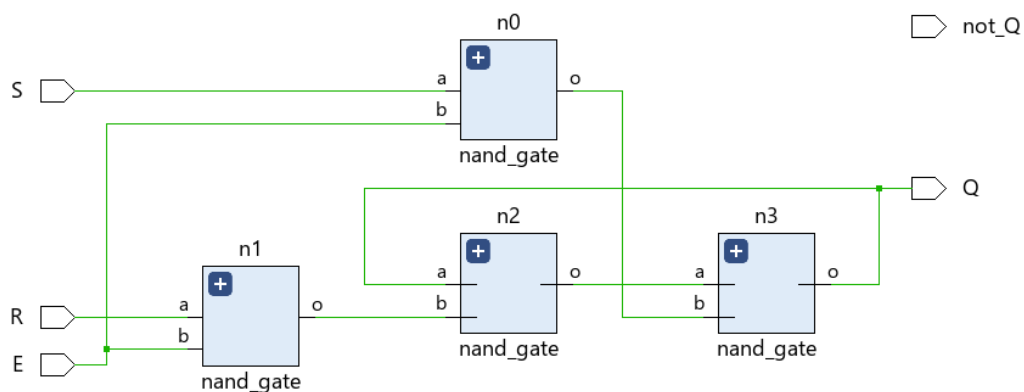 n0
not_Q
S
a
o
b
nand_gate
Q
n2
n3
n1
a
o
a
o
R
a
o
b
b
b
E
nand_gate
nand_gate
nand_gate